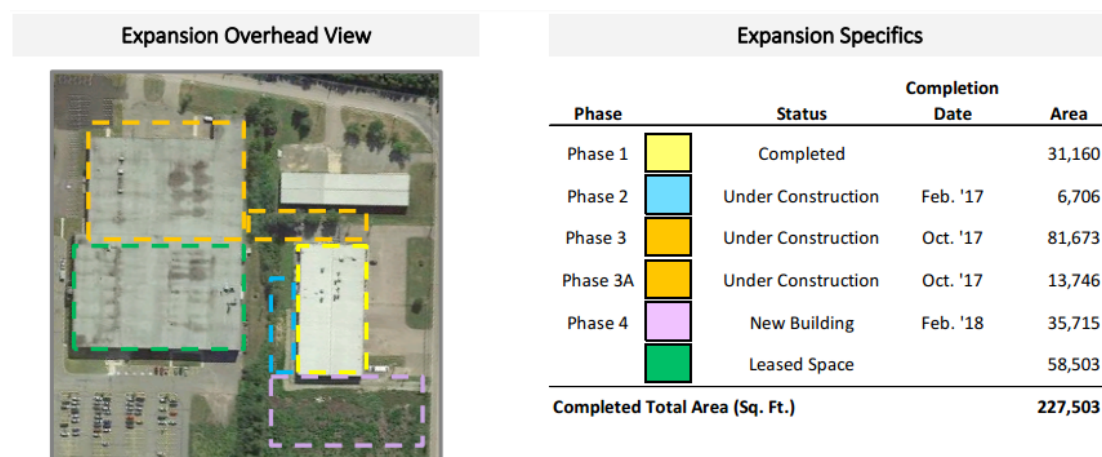 Expansion Overhead View
Expansion Specifics
Phase Status Completion Date Area
Phase 1 Completed 31,160
Phase 2 Under Construction Feb. '17 6,706
Phase 3 Under Construction Oct. '17 81,673
Phase 3A Under Construction Oct. '17 13,746
Phase 4 New Building Feb. '18 35,715
Leased Space 58,503
Completed Total Area (Sq. Ft.) 227,503